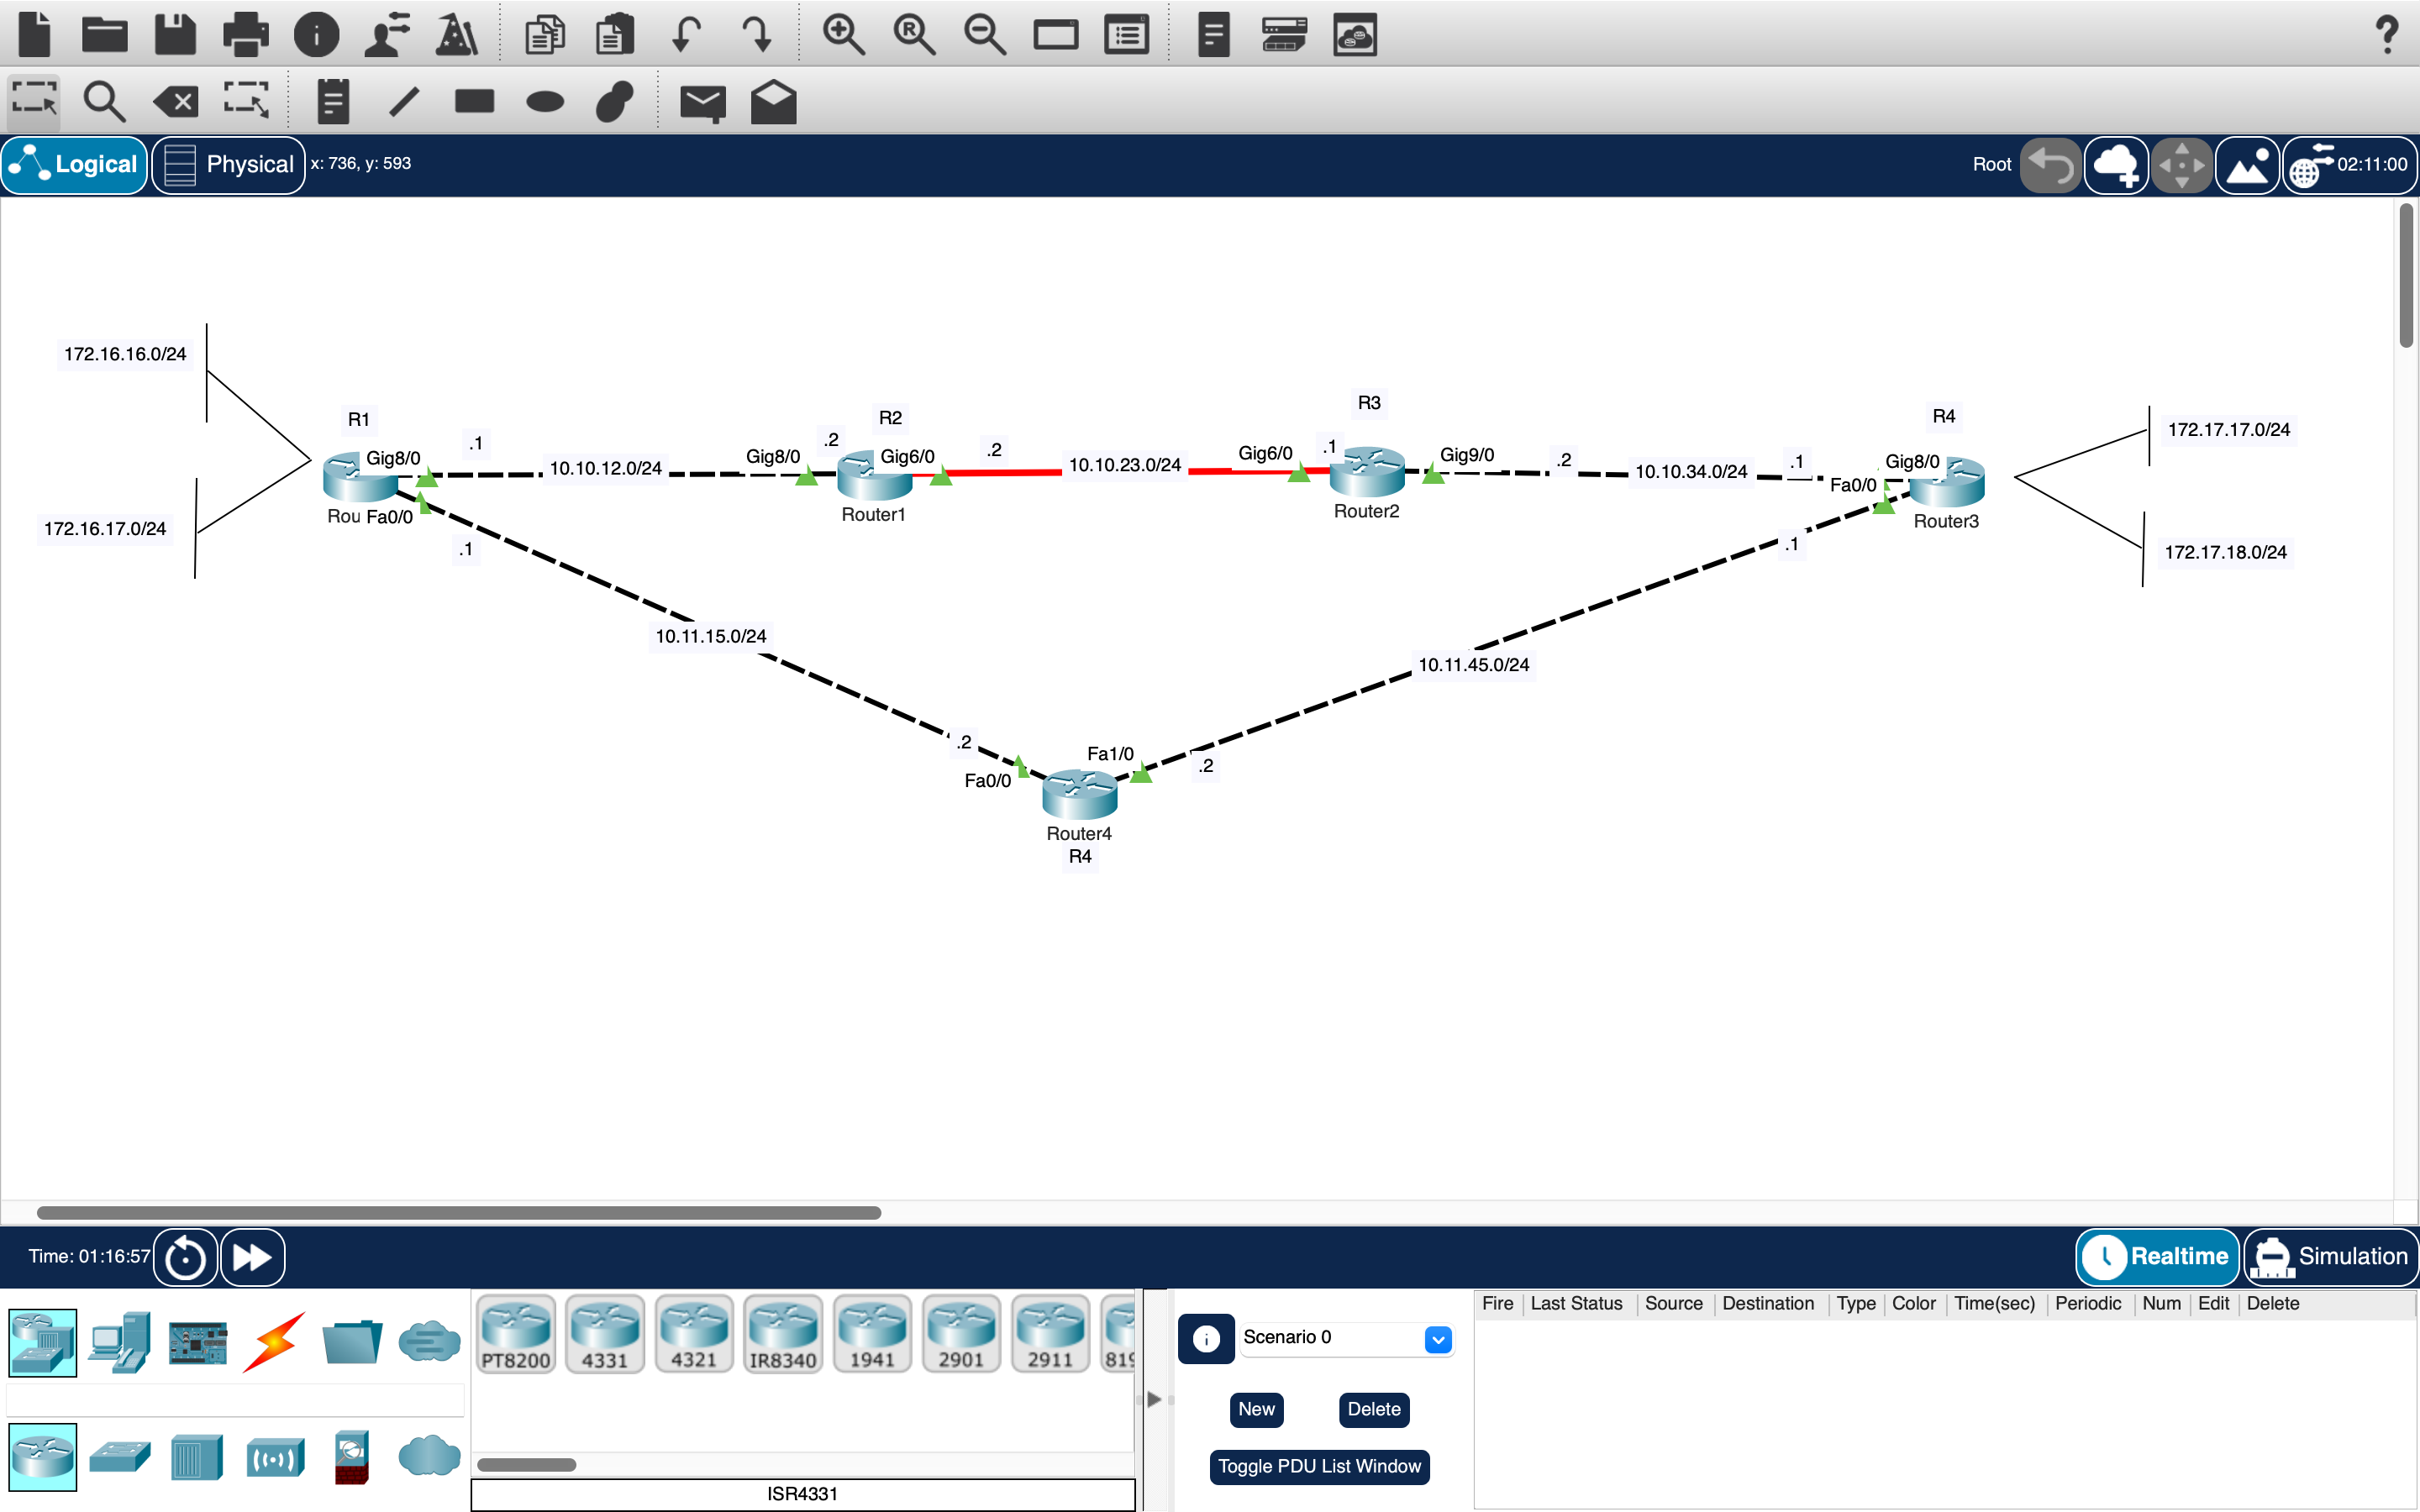 Logical
Physical
x: 736, y: 593
Root
02:11:00
172.16.16.0/24
172.16.17.0/24
R1
Gig8/0
.1
Rou
Fa0/0
.1
10.10.12.0/24
Gig8/0
.2
R2
Gig6/0
Router1
.2
10.10.23.0/24
Gig6/0
.1
R3
Router2
Gig9/0
.2
10.10.34.0/24
.1
R4
Gig8/0
Fa0/0
Router3
.1
172.17.17.0/24
172.17.18.0/24
10.11.15.0/24
10.11.45.0/24
.2
Fa0/0
Fa1/0
.2
Router4
R4
Time: 01:16:57
Realtime
Simulation
PT8200
4331
4321
IR8340
1941
2901
2911
819
ISR4331
Scenario 0
New
Delete
Toggle PDU List Window
Fire Last Status Source Destination Type Color Time(sec) Periodic Num Edit Delete